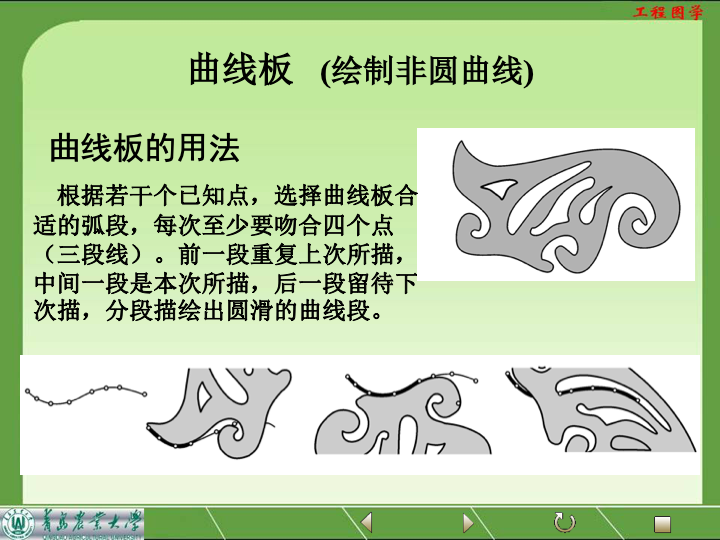 工程图学
曲线板 (绘制非圆曲线)
曲线板的用法
根据若干个已知点，选择曲线板合
适的弧段，每次至少要吻合四个点
（三段线）。前一段重复上次所描，
中间一段是本次所描，后一段留待下
次描，分段描绘出圆滑的曲线段。
青岛农业大学